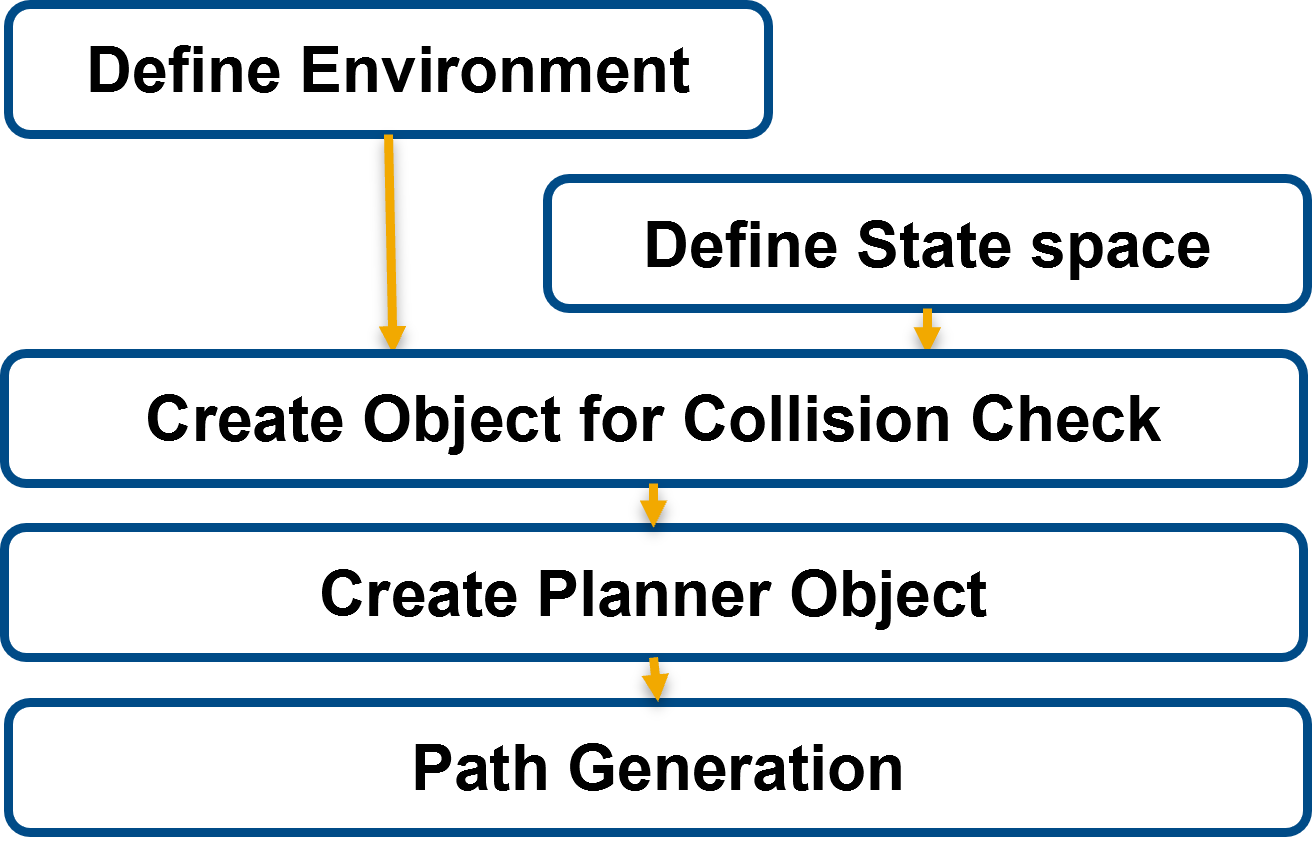 Define Environment
Define State space
Create Object for Collision Check
Create Planner Object
Path Generation